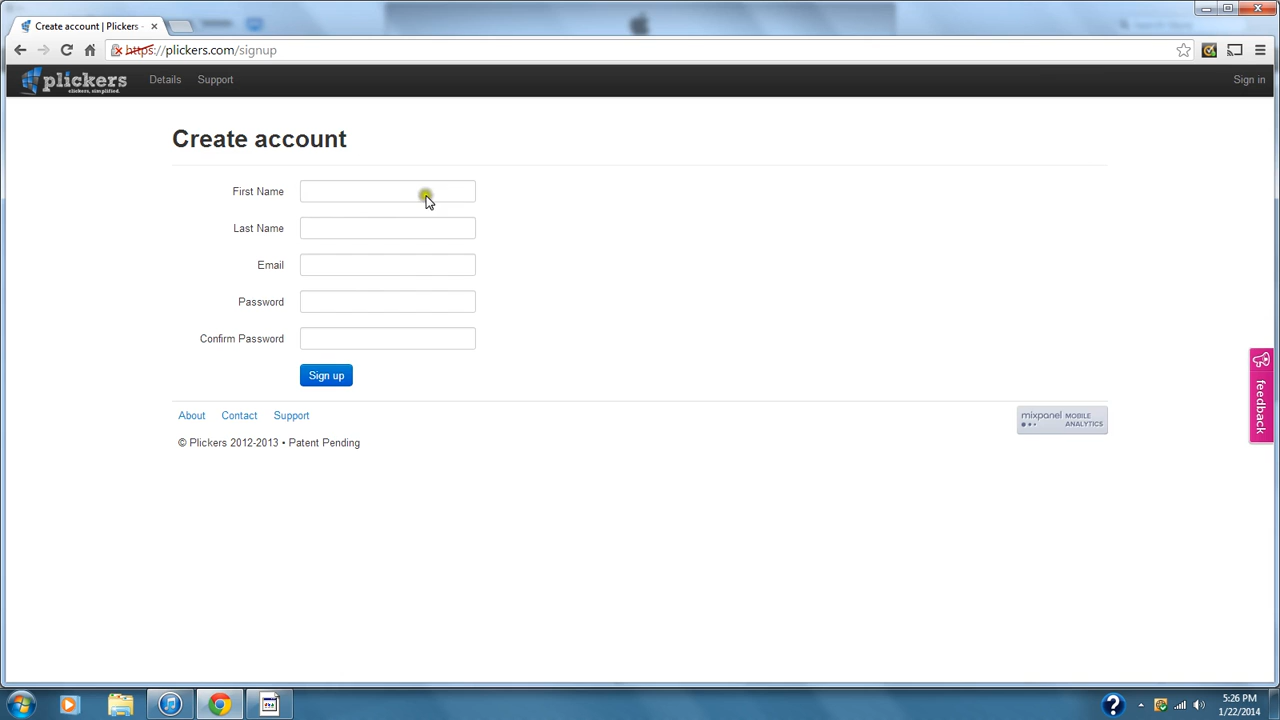 Create account | Plickers -
https://plickers.com/signup
plickers
clickers, simplified.
Details
Support
Sign in
Create account
First Name
Last Name
Email
Password
Confirm Password
Sign up
feedback
About
Contact
Support
mixpanel MOBILE
ANALYTICS
© Plickers 2012-2013 • Patent Pending
5:26 PM
1/22/2014